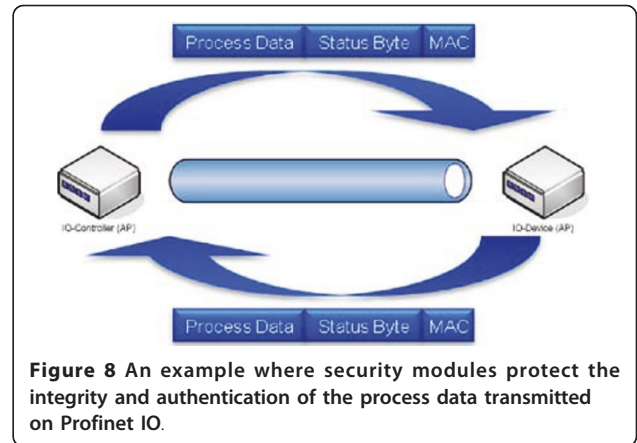 Process Data Status Byte MAC
IO-Controller (AP)
IO-Device (AP)
Process Data Status Byte MAC
Figure 8 An example where security modules protect the
integrity and authentication of the process data transmitted
on Profinet IO.